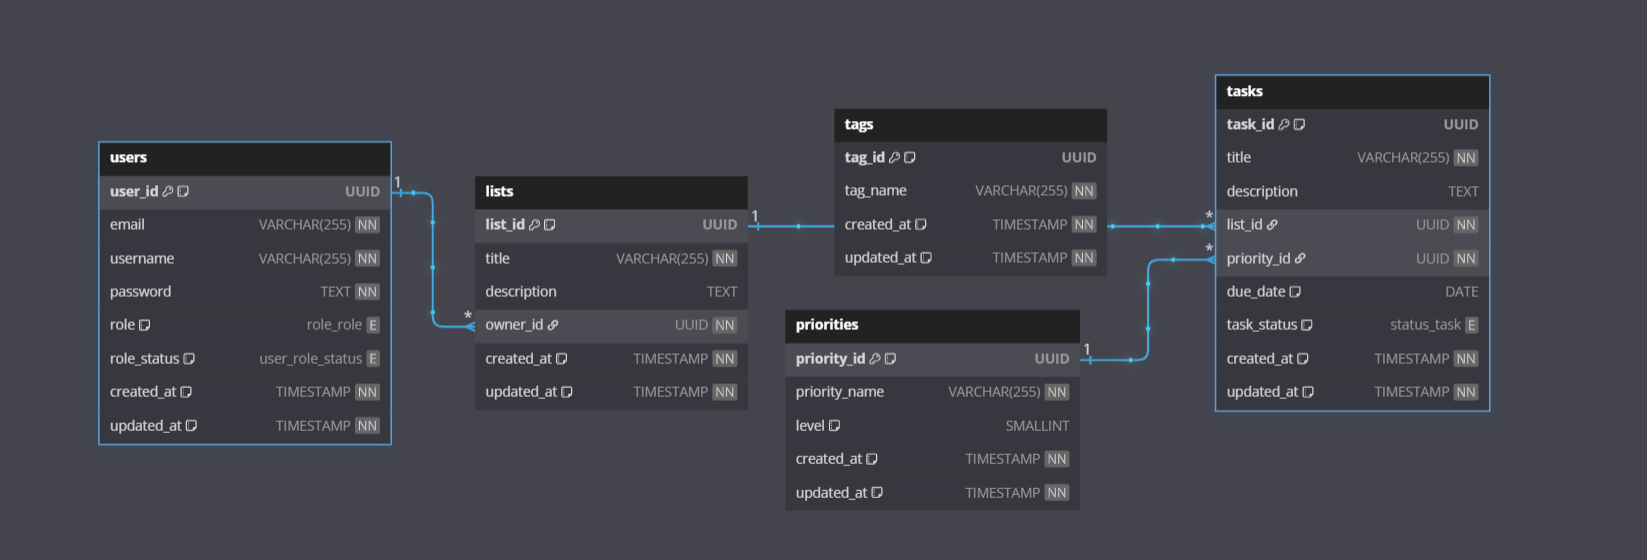 users
user_id UUID
email VARCHAR(255) NN
username VARCHAR(255) NN
password TEXT NN
role role_role E
role_status user_role_status E
created_at TIMESTAMP NN
updated_at TIMESTAMP NN
1
*
lists
list_id UUID
title VARCHAR(255) NN
description TEXT
owner_id UUID NN
created_at TIMESTAMP NN
updated_at TIMESTAMP NN
1
*
tags
tag_id UUID
tag_name VARCHAR(255) NN
created_at TIMESTAMP NN
updated_at TIMESTAMP NN
priorities
priority_id UUID
priority_name VARCHAR(255) NN
level SMALLINT
created_at TIMESTAMP NN
updated_at TIMESTAMP NN
1
*
tasks
task_id UUID
title VARCHAR(255) NN
description TEXT
list_id UUID NN
priority_id UUID NN
due_date DATE
task_status status_task E
created_at TIMESTAMP NN
updated_at TIMESTAMP NN